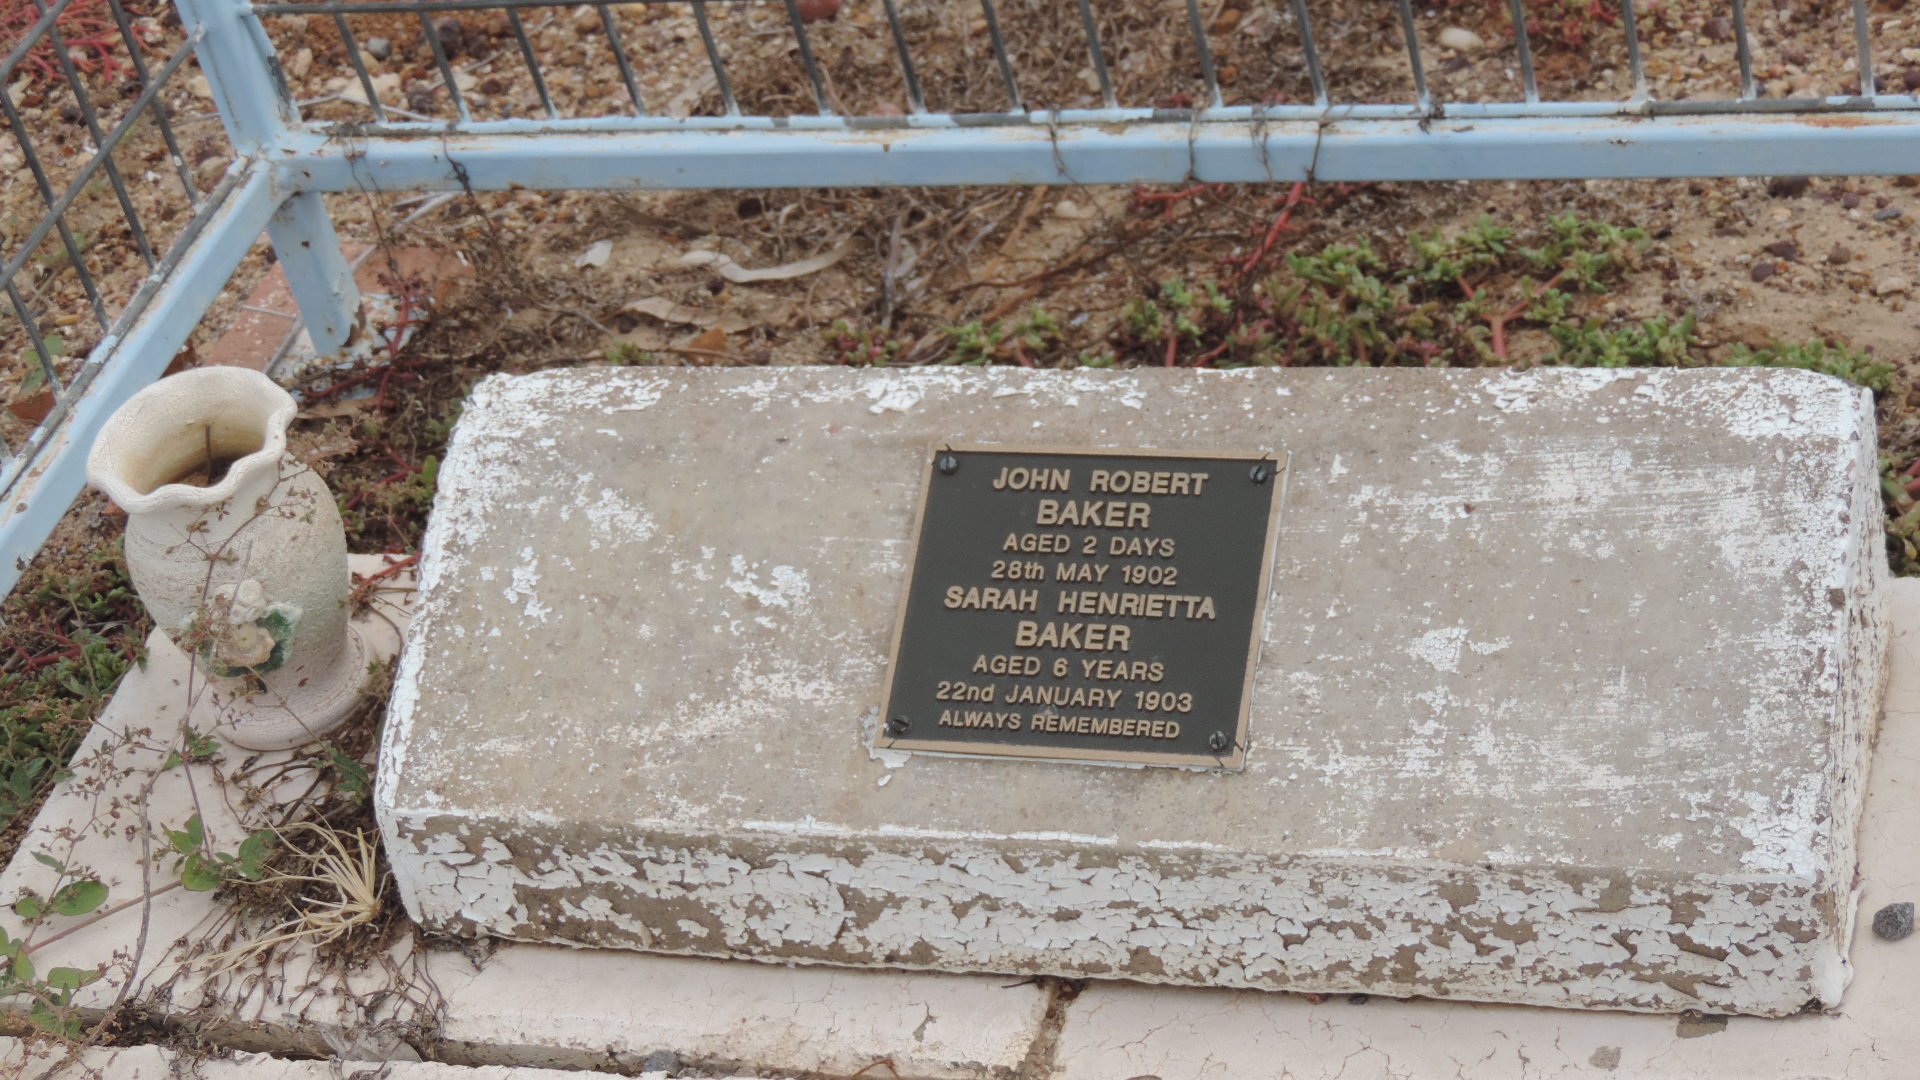 JOHN ROBERT
BAKER
AGED 2 DAYS
28th MAY 1902
SARAH HENRIETTA
BAKER
AGED 6 YEARS
22nd JANUARY 1903
ALWAYS REMEMBERED